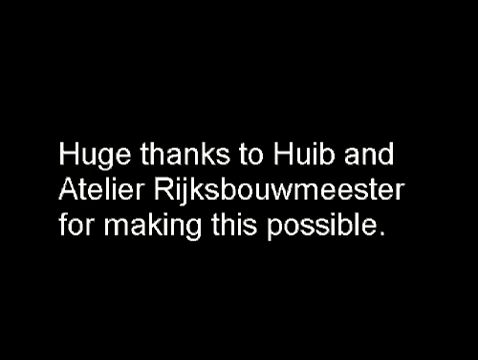 Huge thanks to Huib and
Atelier Rijksbouwmeester
for making this possible.